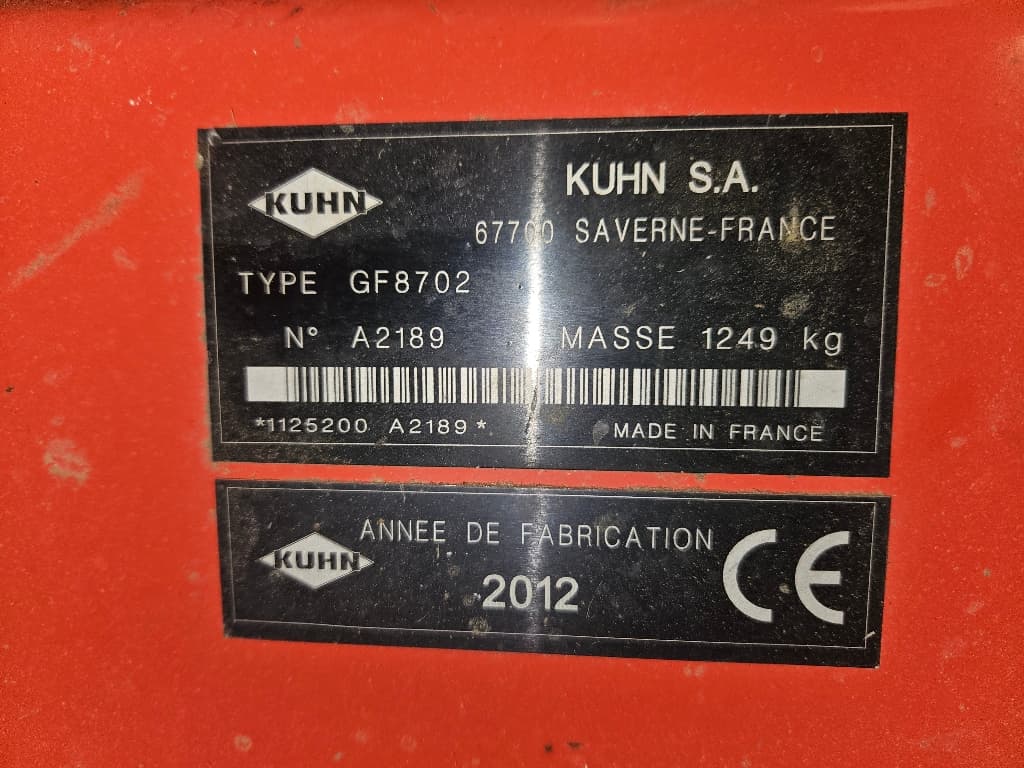 KUHN
KUHN S.A.
67700 SAVERNE-FRANCE
TYPE GF8702
N° A2189 MASSE 1249 kg
*1125200 A2189*
MADE IN FRANCE
KUHN
ANNEE DE FABRICATION
2012
CE